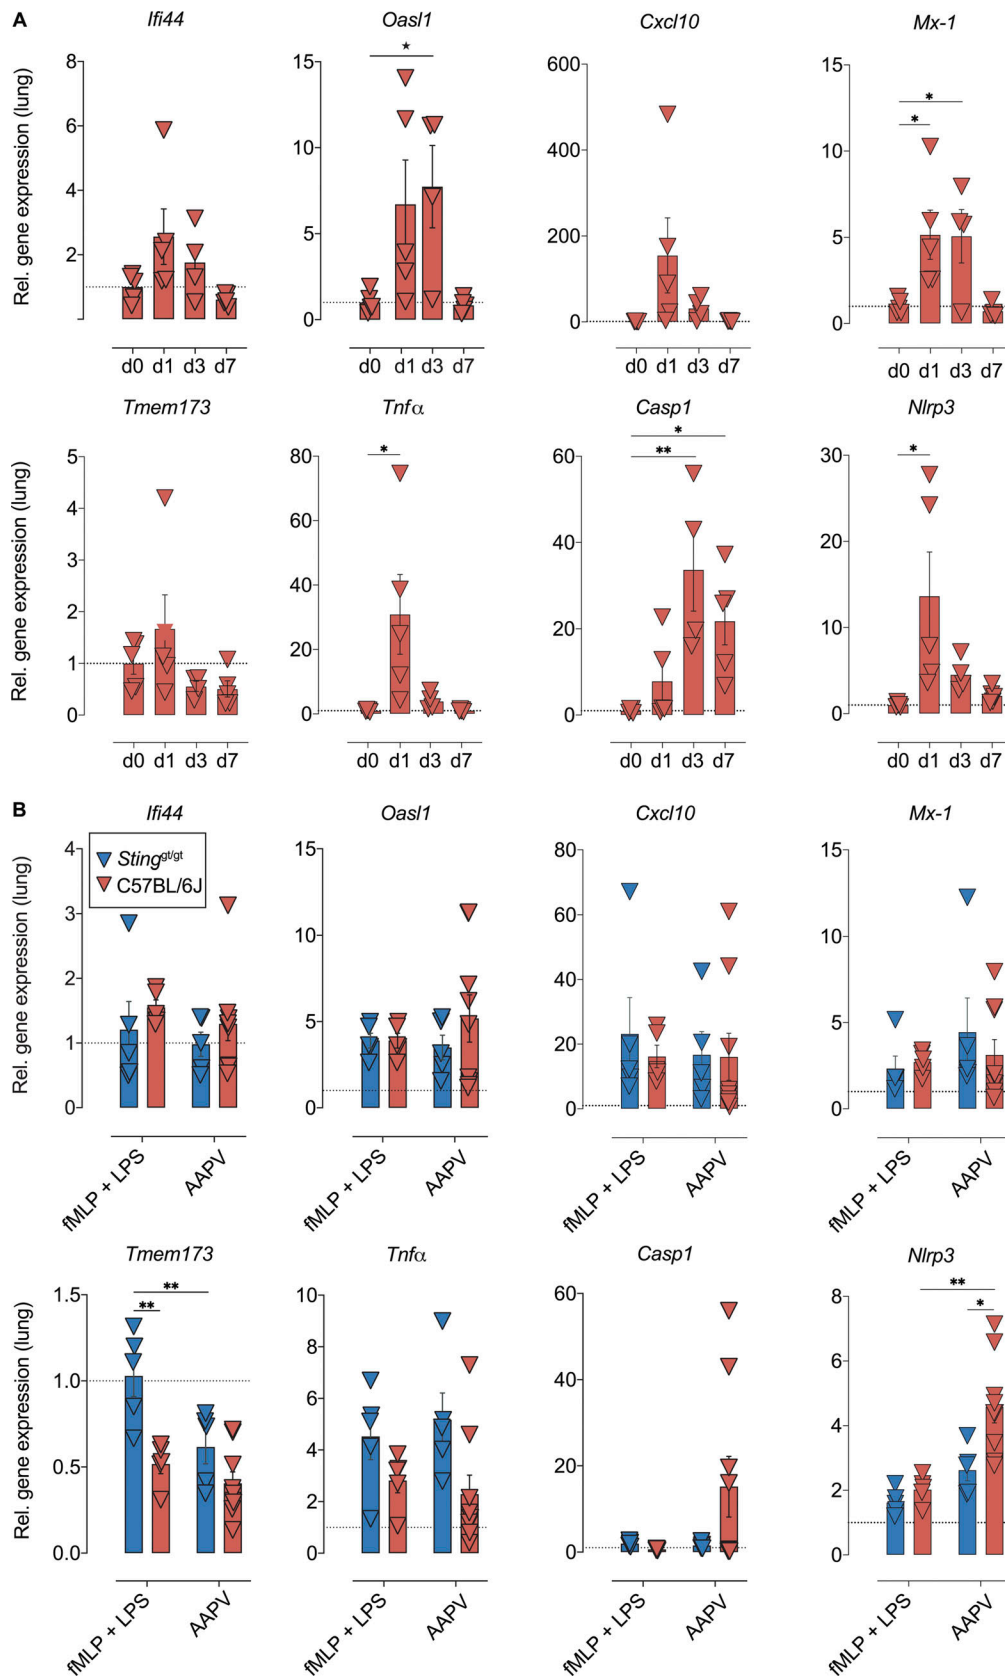 A
Ifi44 Oasl1 Cxcl10 Mx-1
Rel. gene expression (lung)
8 6 4 2
15 10 5 0
600 400 200 0
15 10 5 0
★
*
*
d0 d1 d3 d7 d0 d1 d3 d7 d0 d1 d3 d7 d0 d1 d3 d7
Tmem173 Tnfα Casp1 Nlrp3
Rel. gene expression (lung)
5 4 3 2 1 0
80 60 40 20 0
60 40 20 0
30 20 10 0
*
*
**
*
d0 d1 d3 d7 d0 d1 d3 d7 d0 d1 d3 d7 d0 d1 d3 d7
B
Ifi44 Oasl1 Cxcl10 Mx-1
Sting^gt/gt
C57BL/6J
Rel. gene expression (lung)
4 3 2 1 0
15 10 5 0
80 60 40 20 0
15 10 5 0
fMLP + LPS AAPV fMLP + LPS AAPV fMLP + LPS AAPV fMLP + LPS AAPV
Tmem173 Tnfα Casp1 Nlrp3
Rel. gene expression (lung)
1.5 1.0 0.5 0.0
10 8 6 4 2 0
60 40 20 0
8 6 4 2 0
**
**
**
*
fMLP + LPS AAPV fMLP + LPS AAPV fMLP + LPS AAPV fMLP + LPS AAPV